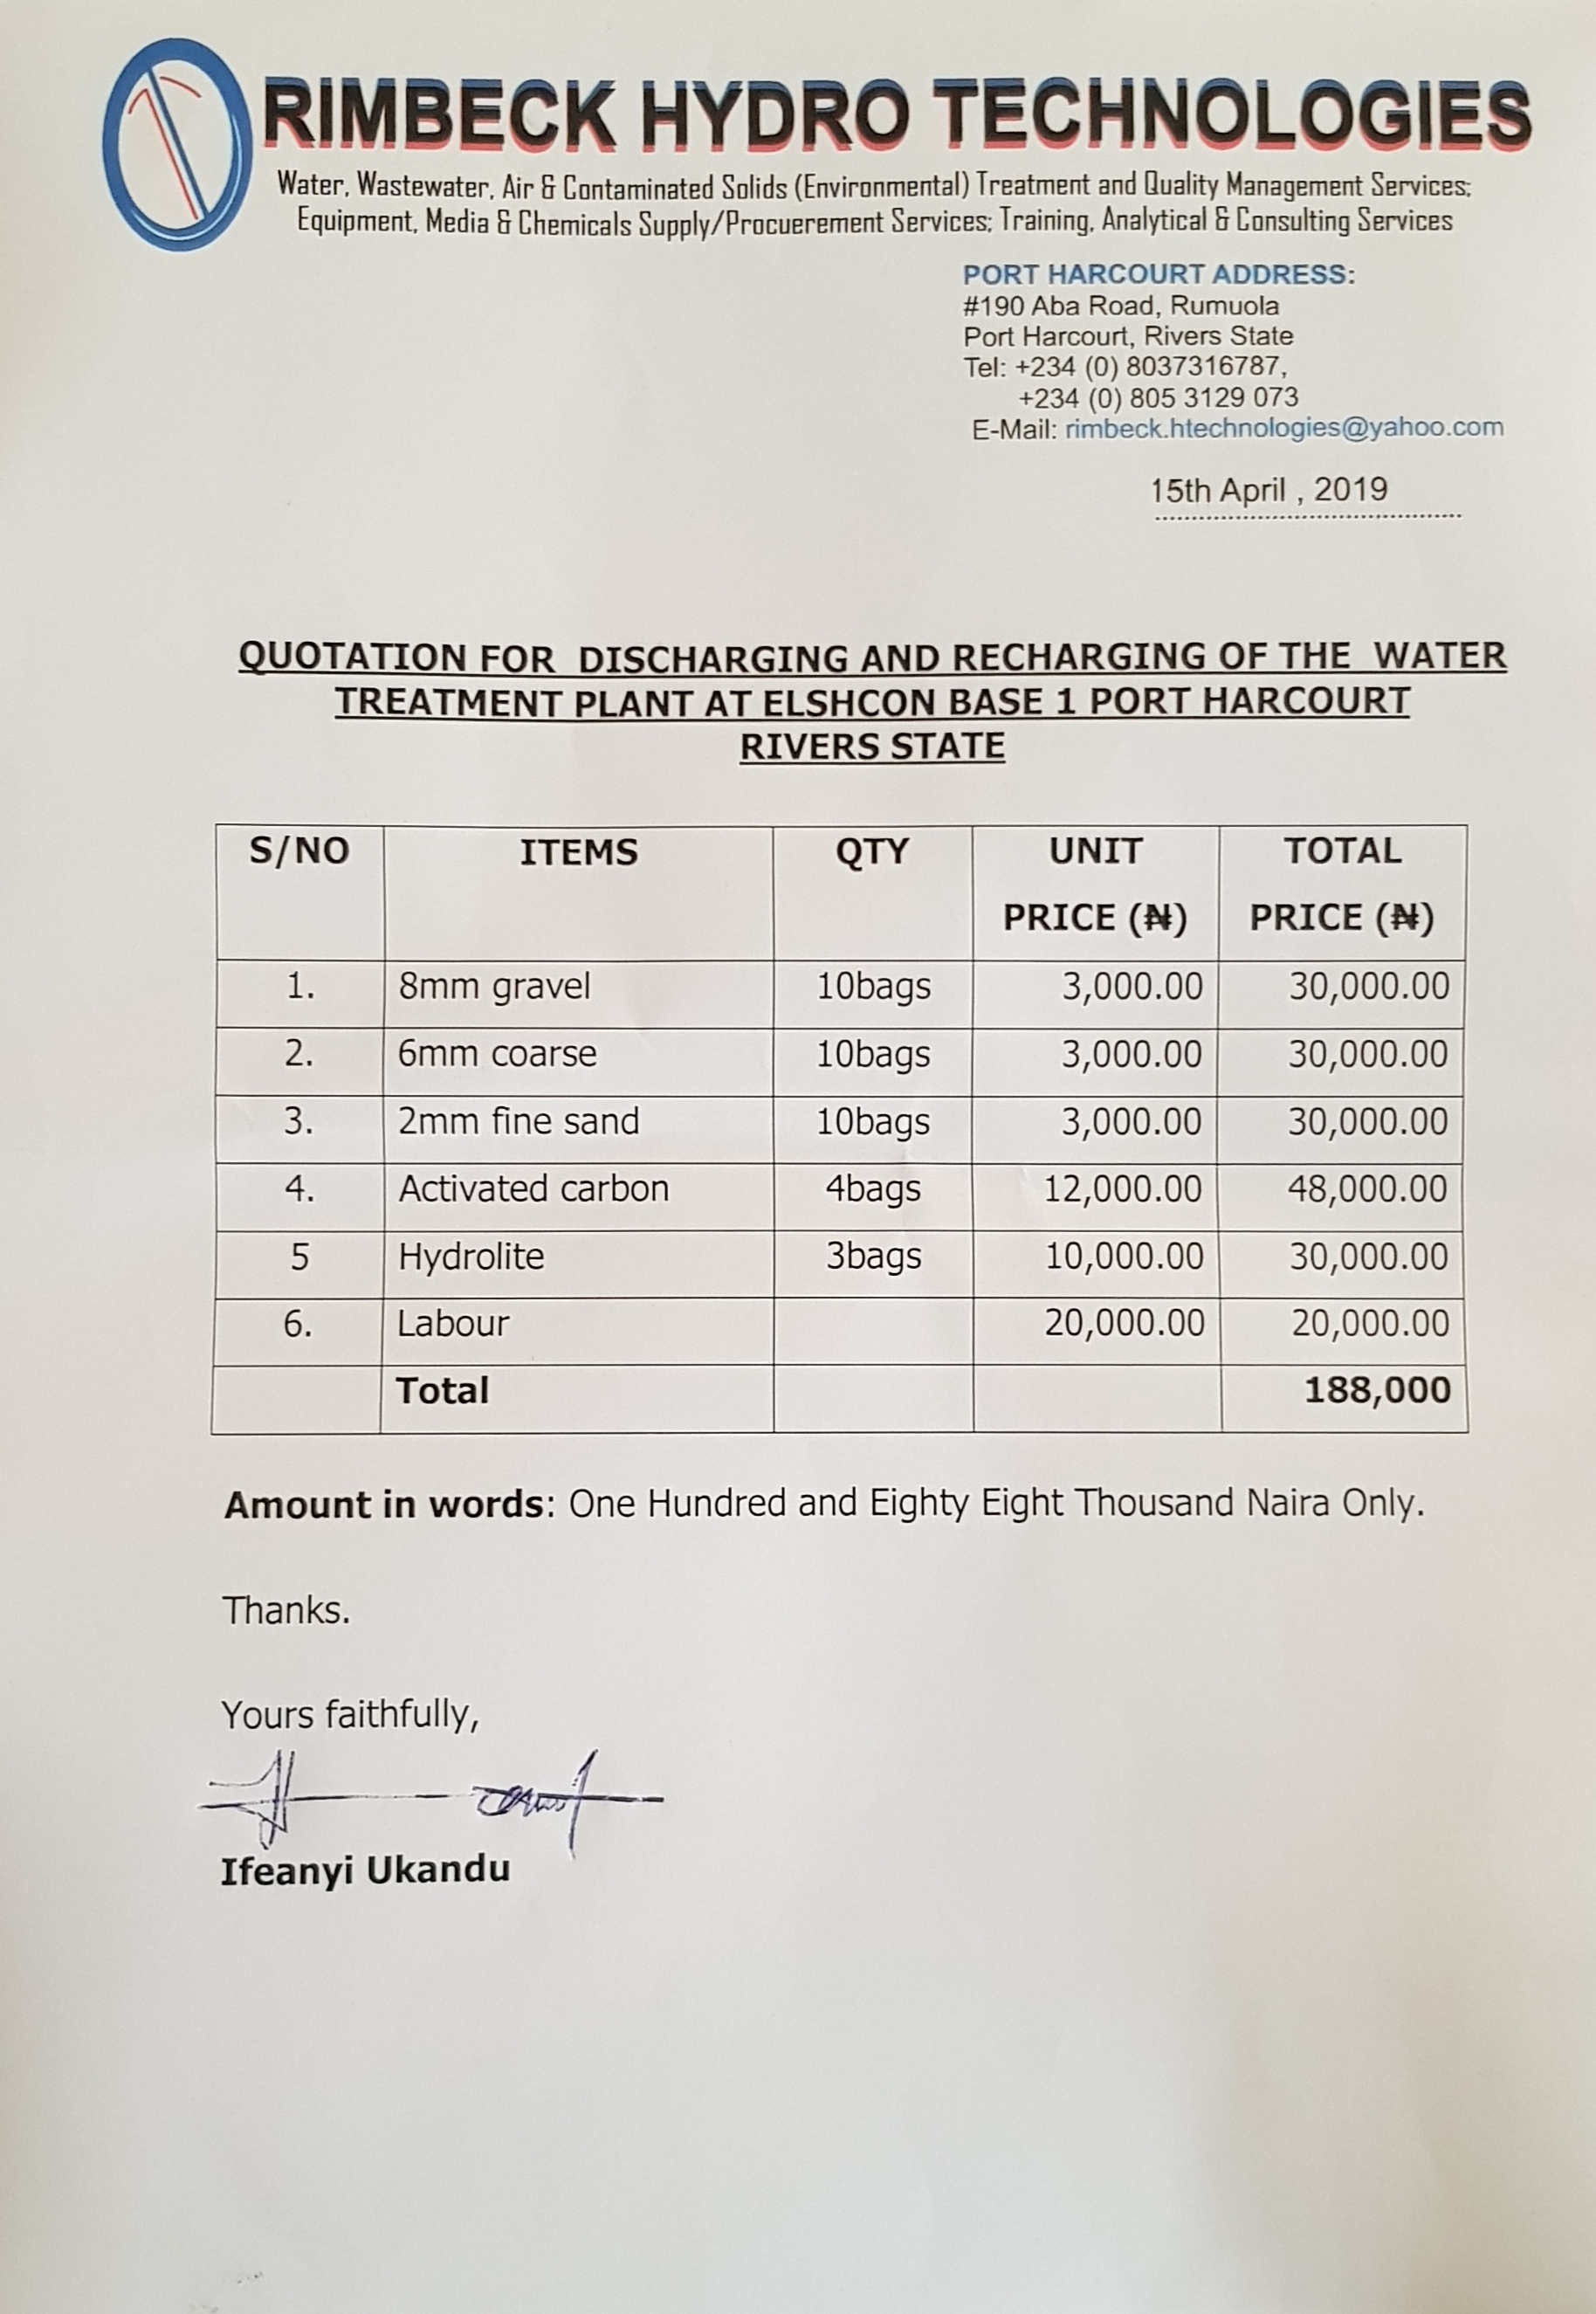 RIMBECK HYDRO TECHNOLOGIES
Water, Wastewater, Air & Contaminated Solids (Environmental) Treatment and Quality Management Services;
Equipment, Media & Chemicals Supply/Procuerement Services; Training, Analytical & Consulting Services
PORT HARCOURT ADDRESS:
#190 Aba Road, Rumuola
Port Harcourt, Rivers State
Tel: +234 (0) 8037316787,
+234 (0) 805 3129 073
E-Mail: rimbeck.htechnologies@yahoo.com
15th April , 2019
QUOTATION FOR DISCHARGING AND RECHARGING OF THE WATER
TREATMENT PLANT AT ELSHCON BASE 1 PORT HARCOURT
RIVERS STATE
S/NO ITEMS QTY UNIT PRICE (₦) TOTAL PRICE (₦)
1. 8mm gravel 10bags 3,000.00 30,000.00
2. 6mm coarse 10bags 3,000.00 30,000.00
3. 2mm fine sand 10bags 3,000.00 30,000.00
4. Activated carbon 4bags 12,000.00 48,000.00
5 Hydrolite 3bags 10,000.00 30,000.00
6. Labour 20,000.00 20,000.00
Total 188,000
Amount in words: One Hundred and Eighty Eight Thousand Naira Only.
Thanks.
Yours faithfully,
Ifeanyi Ukandu